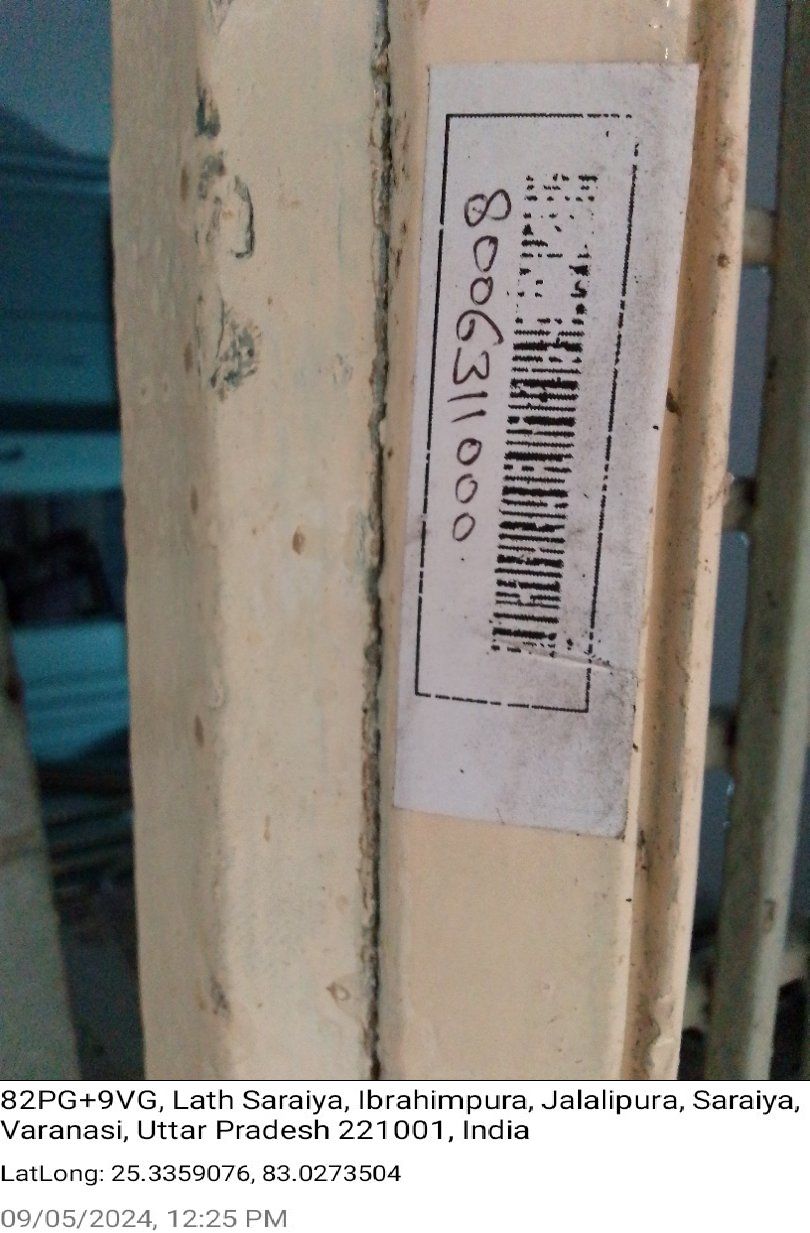 8006311000
82PG+9VG, Lath Saraiya, Ibrahimpura, Jalalipura, Saraiya,
Varanasi, Uttar Pradesh 221001, India
LatLong: 25.3359076, 83.0273504
09/05/2024, 12:25 PM